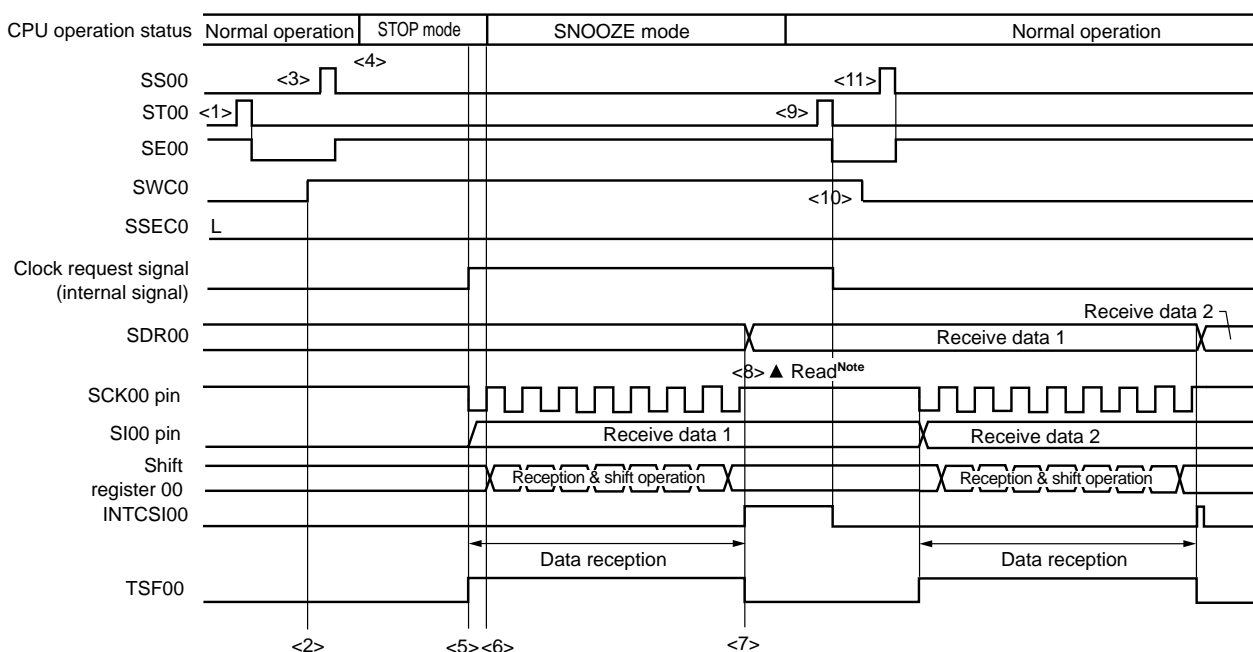 CPU operation status Normal operation STOP mode SNOOZE mode Normal operation
<4>
SS00 <3> <11>
ST00 <1> <9>
SE00
SWC0
<10>
SSEC0 L
Clock request signal
(internal signal)
Receive data 2
SDR00 Receive data 1
<8> ▲ ReadNote
SCK00 pin
SI00 pin Receive data 1 Receive data 2
Shift
register 00 Reception & shift operation Reception & shift operation
INTCSI00
Data reception Data reception
TSF00
<2> <5> <6> <7>